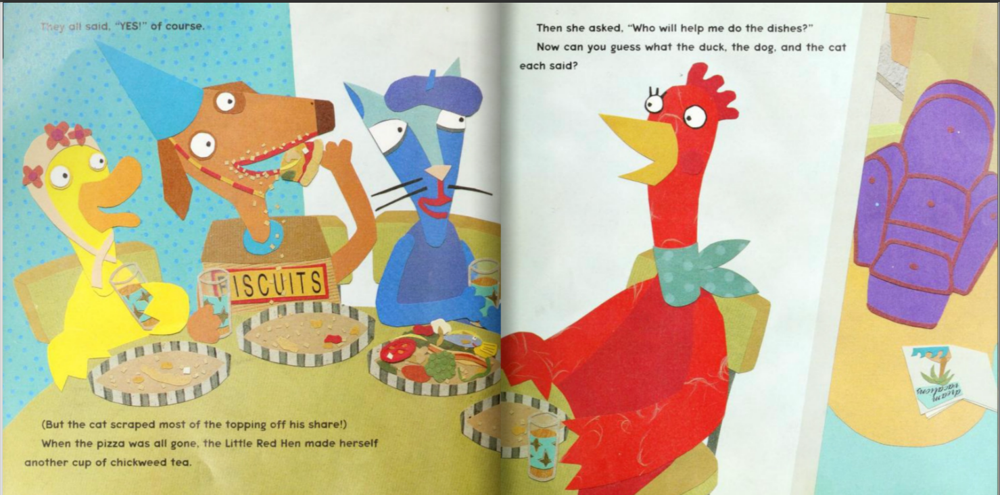 They all said, “YES!” of course.
BISCUITS
(But the cat scraped most of the topping off his share!)
When the pizza was all gone, the Little Red Hen made herself
another cup of chickweed tea.
Then she asked, “Who will help me do the dishes?”
Now can you guess what the duck, the dog, and the cat
each said?
dream
vacations